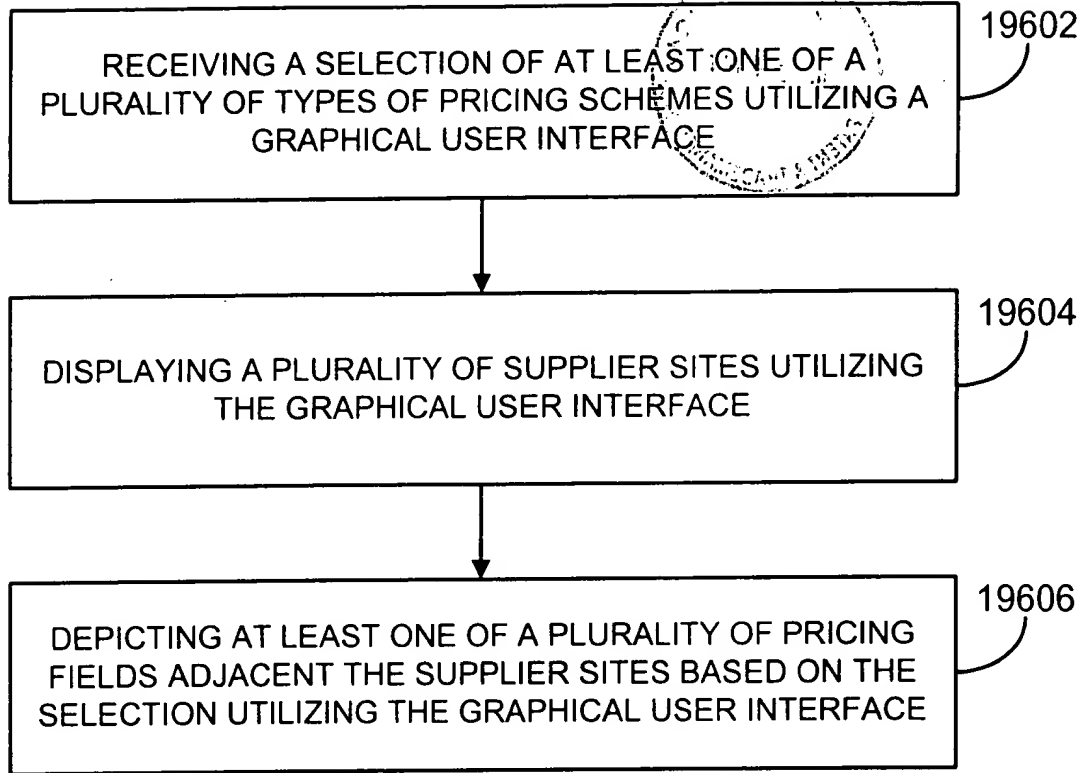 RECEIVING A SELECTION OF AT LEAST ONE OF A
PLURALITY OF TYPES OF PRICING SCHEMES UTILIZING A
GRAPHICAL USER INTERFACE
19602
DISPLAYING A PLURALITY OF SUPPLIER SITES UTILIZING
THE GRAPHICAL USER INTERFACE
19604
DEPICTING AT LEAST ONE OF A PLURALITY OF PRICING
FIELDS ADJACENT THE SUPPLIER SITES BASED ON THE
SELECTION UTILIZING THE GRAPHICAL USER INTERFACE
19606